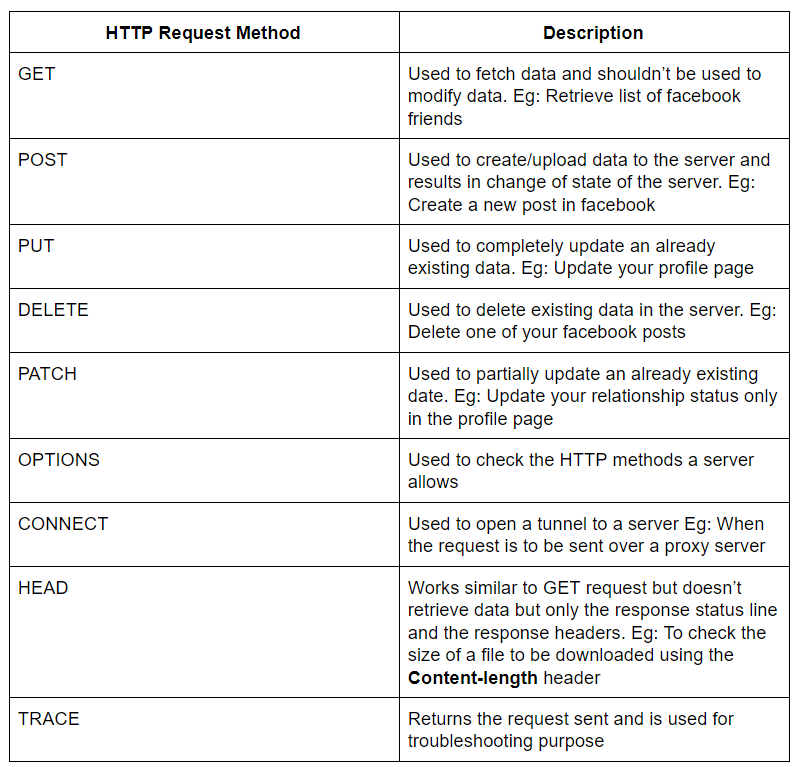 HTTP Request Method
Description
GET
Used to fetch data and shouldn’t be used to
modify data. Eg: Retrieve list of facebook
friends
POST
Used to create/upload data to the server and
results in change of state of the server. Eg:
Create a new post in facebook
PUT
Used to completely update an already
existing data. Eg: Update your profile page
DELETE
Used to delete existing data in the server. Eg:
Delete one of your facebook posts
PATCH
Used to partially update an already existing
date. Eg: Update your relationship status only
in the profile page
OPTIONS
Used to check the HTTP methods a server
allows
CONNECT
Used to open a tunnel to a server Eg: When
the request is to be sent over a proxy server
HEAD
Works similar to GET request but doesn’t
retrieve data but only the response status line
and the response headers. Eg: To check the
size of a file to be downloaded using the
Content-length header
TRACE
Returns the request sent and is used for
troubleshooting purpose